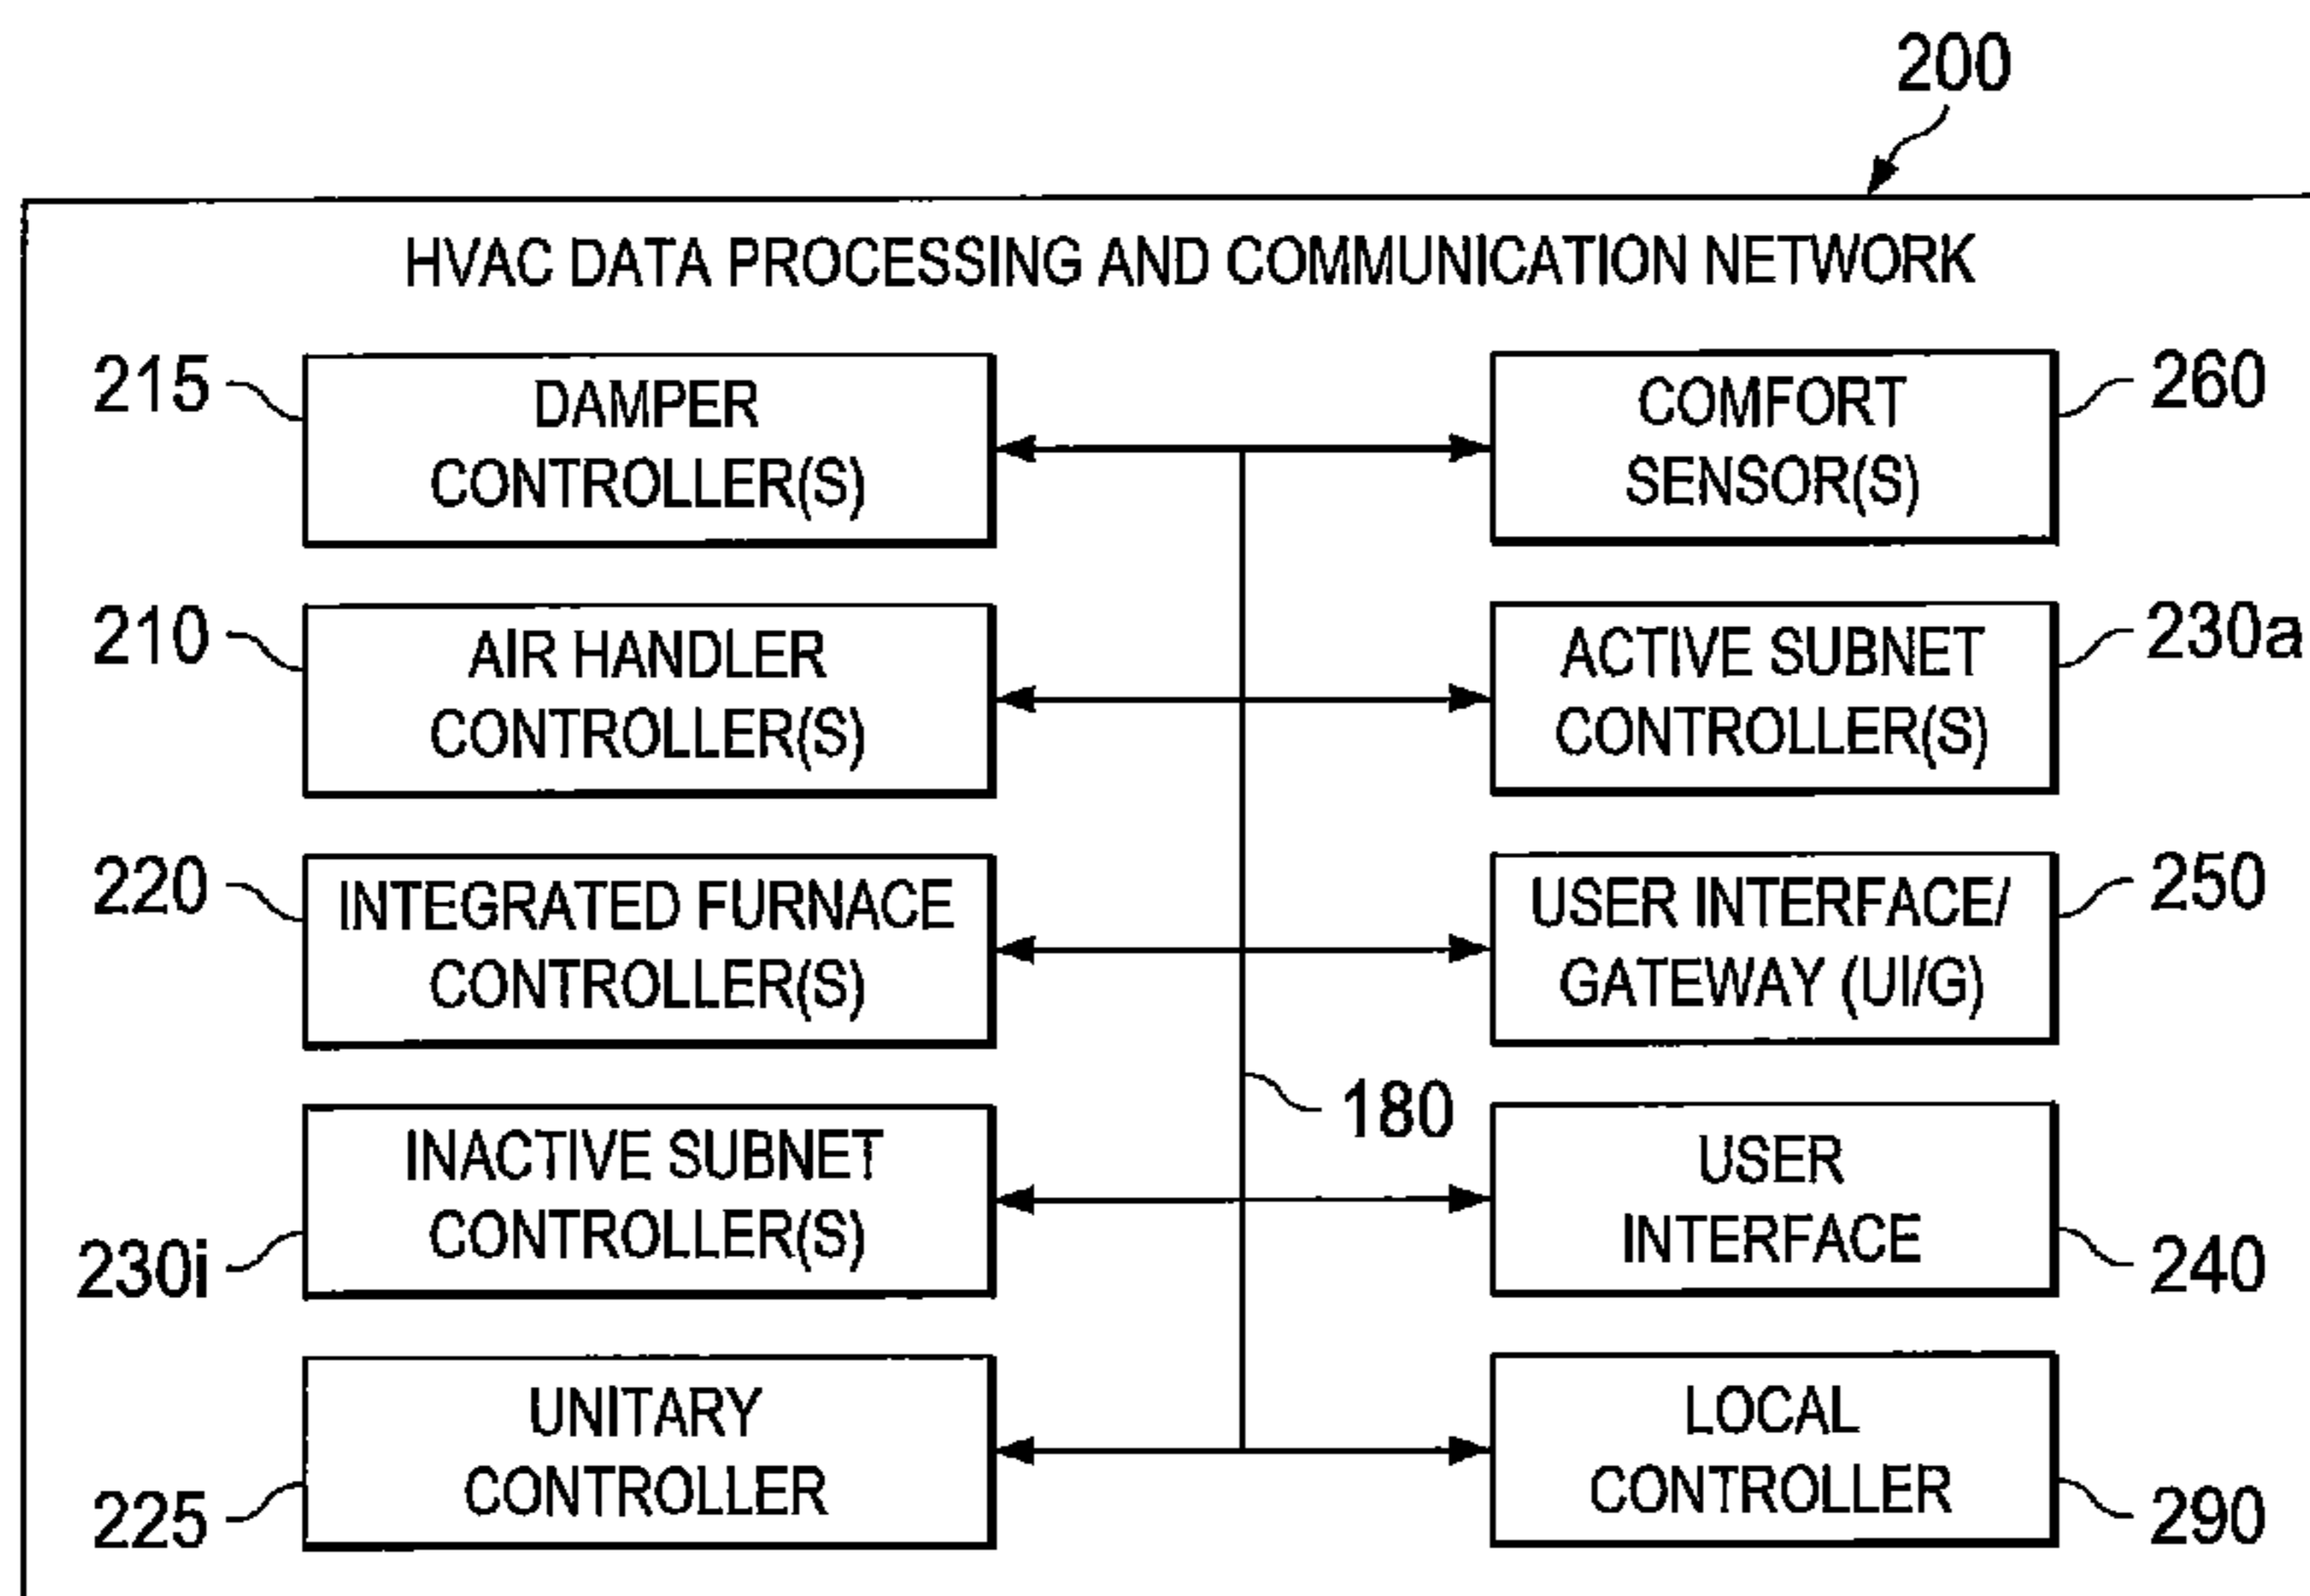 200
HVAC DATA PROCESSING AND COMMUNICATION NETWORK
215
DAMPER
CONTROLLER(S)
COMFORT
SENSOR(S)
260
210
AIR HANDLER
CONTROLLER(S)
ACTIVE SUBNET
CONTROLLER(S)
230a
220
INTEGRATED FURNACE
CONTROLLER(S)
USER INTERFACE/
GATEWAY (UI/G)
250
180
230i
INACTIVE SUBNET
CONTROLLER(S)
USER
INTERFACE
240
225
UNITARY
CONTROLLER
LOCAL
CONTROLLER
290